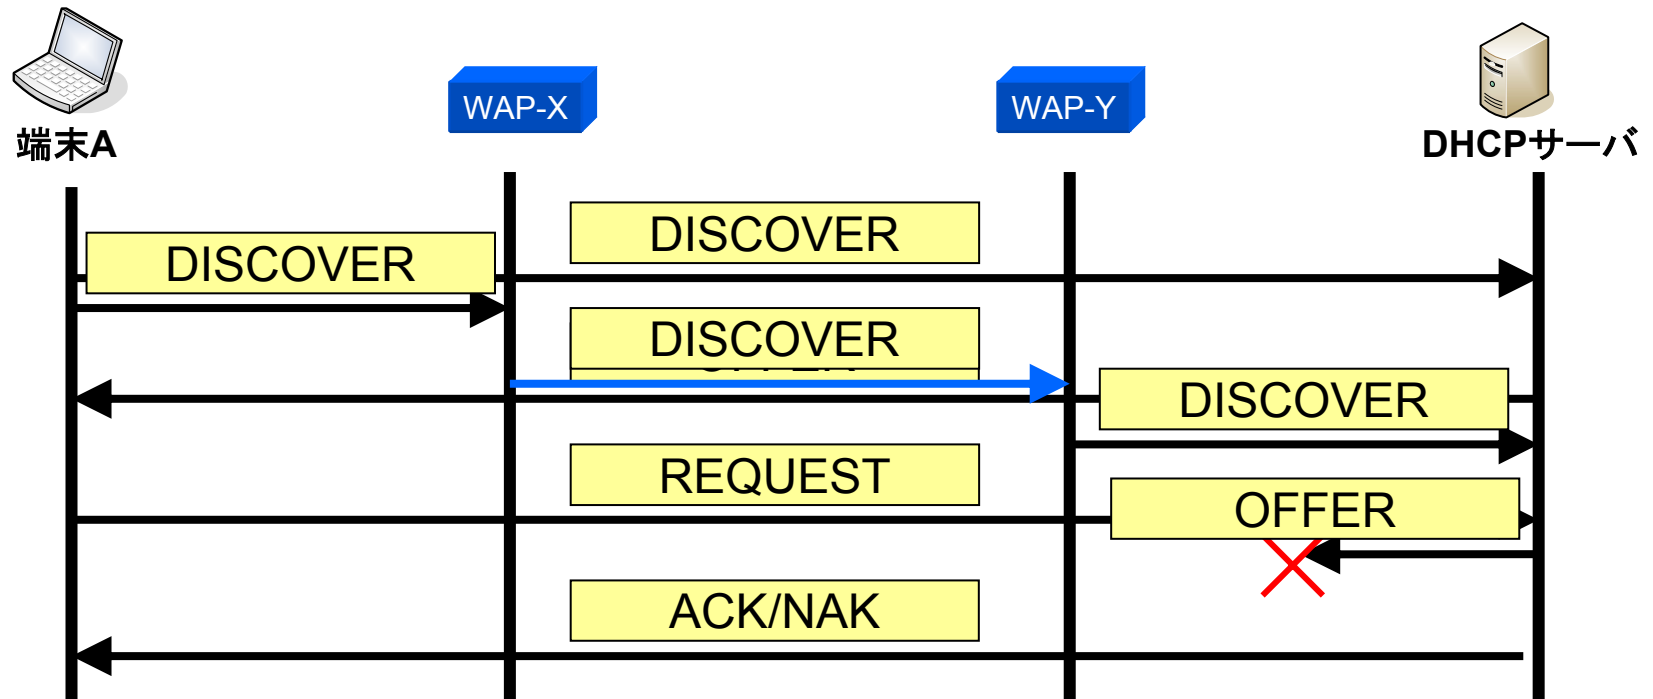 WAP-X
WAP-Y
端末A
DHCPサーバ
DISCOVER
DISCOVER
DISCOVER
DISCOVER
REQUEST
OFFER
ACK/NAK